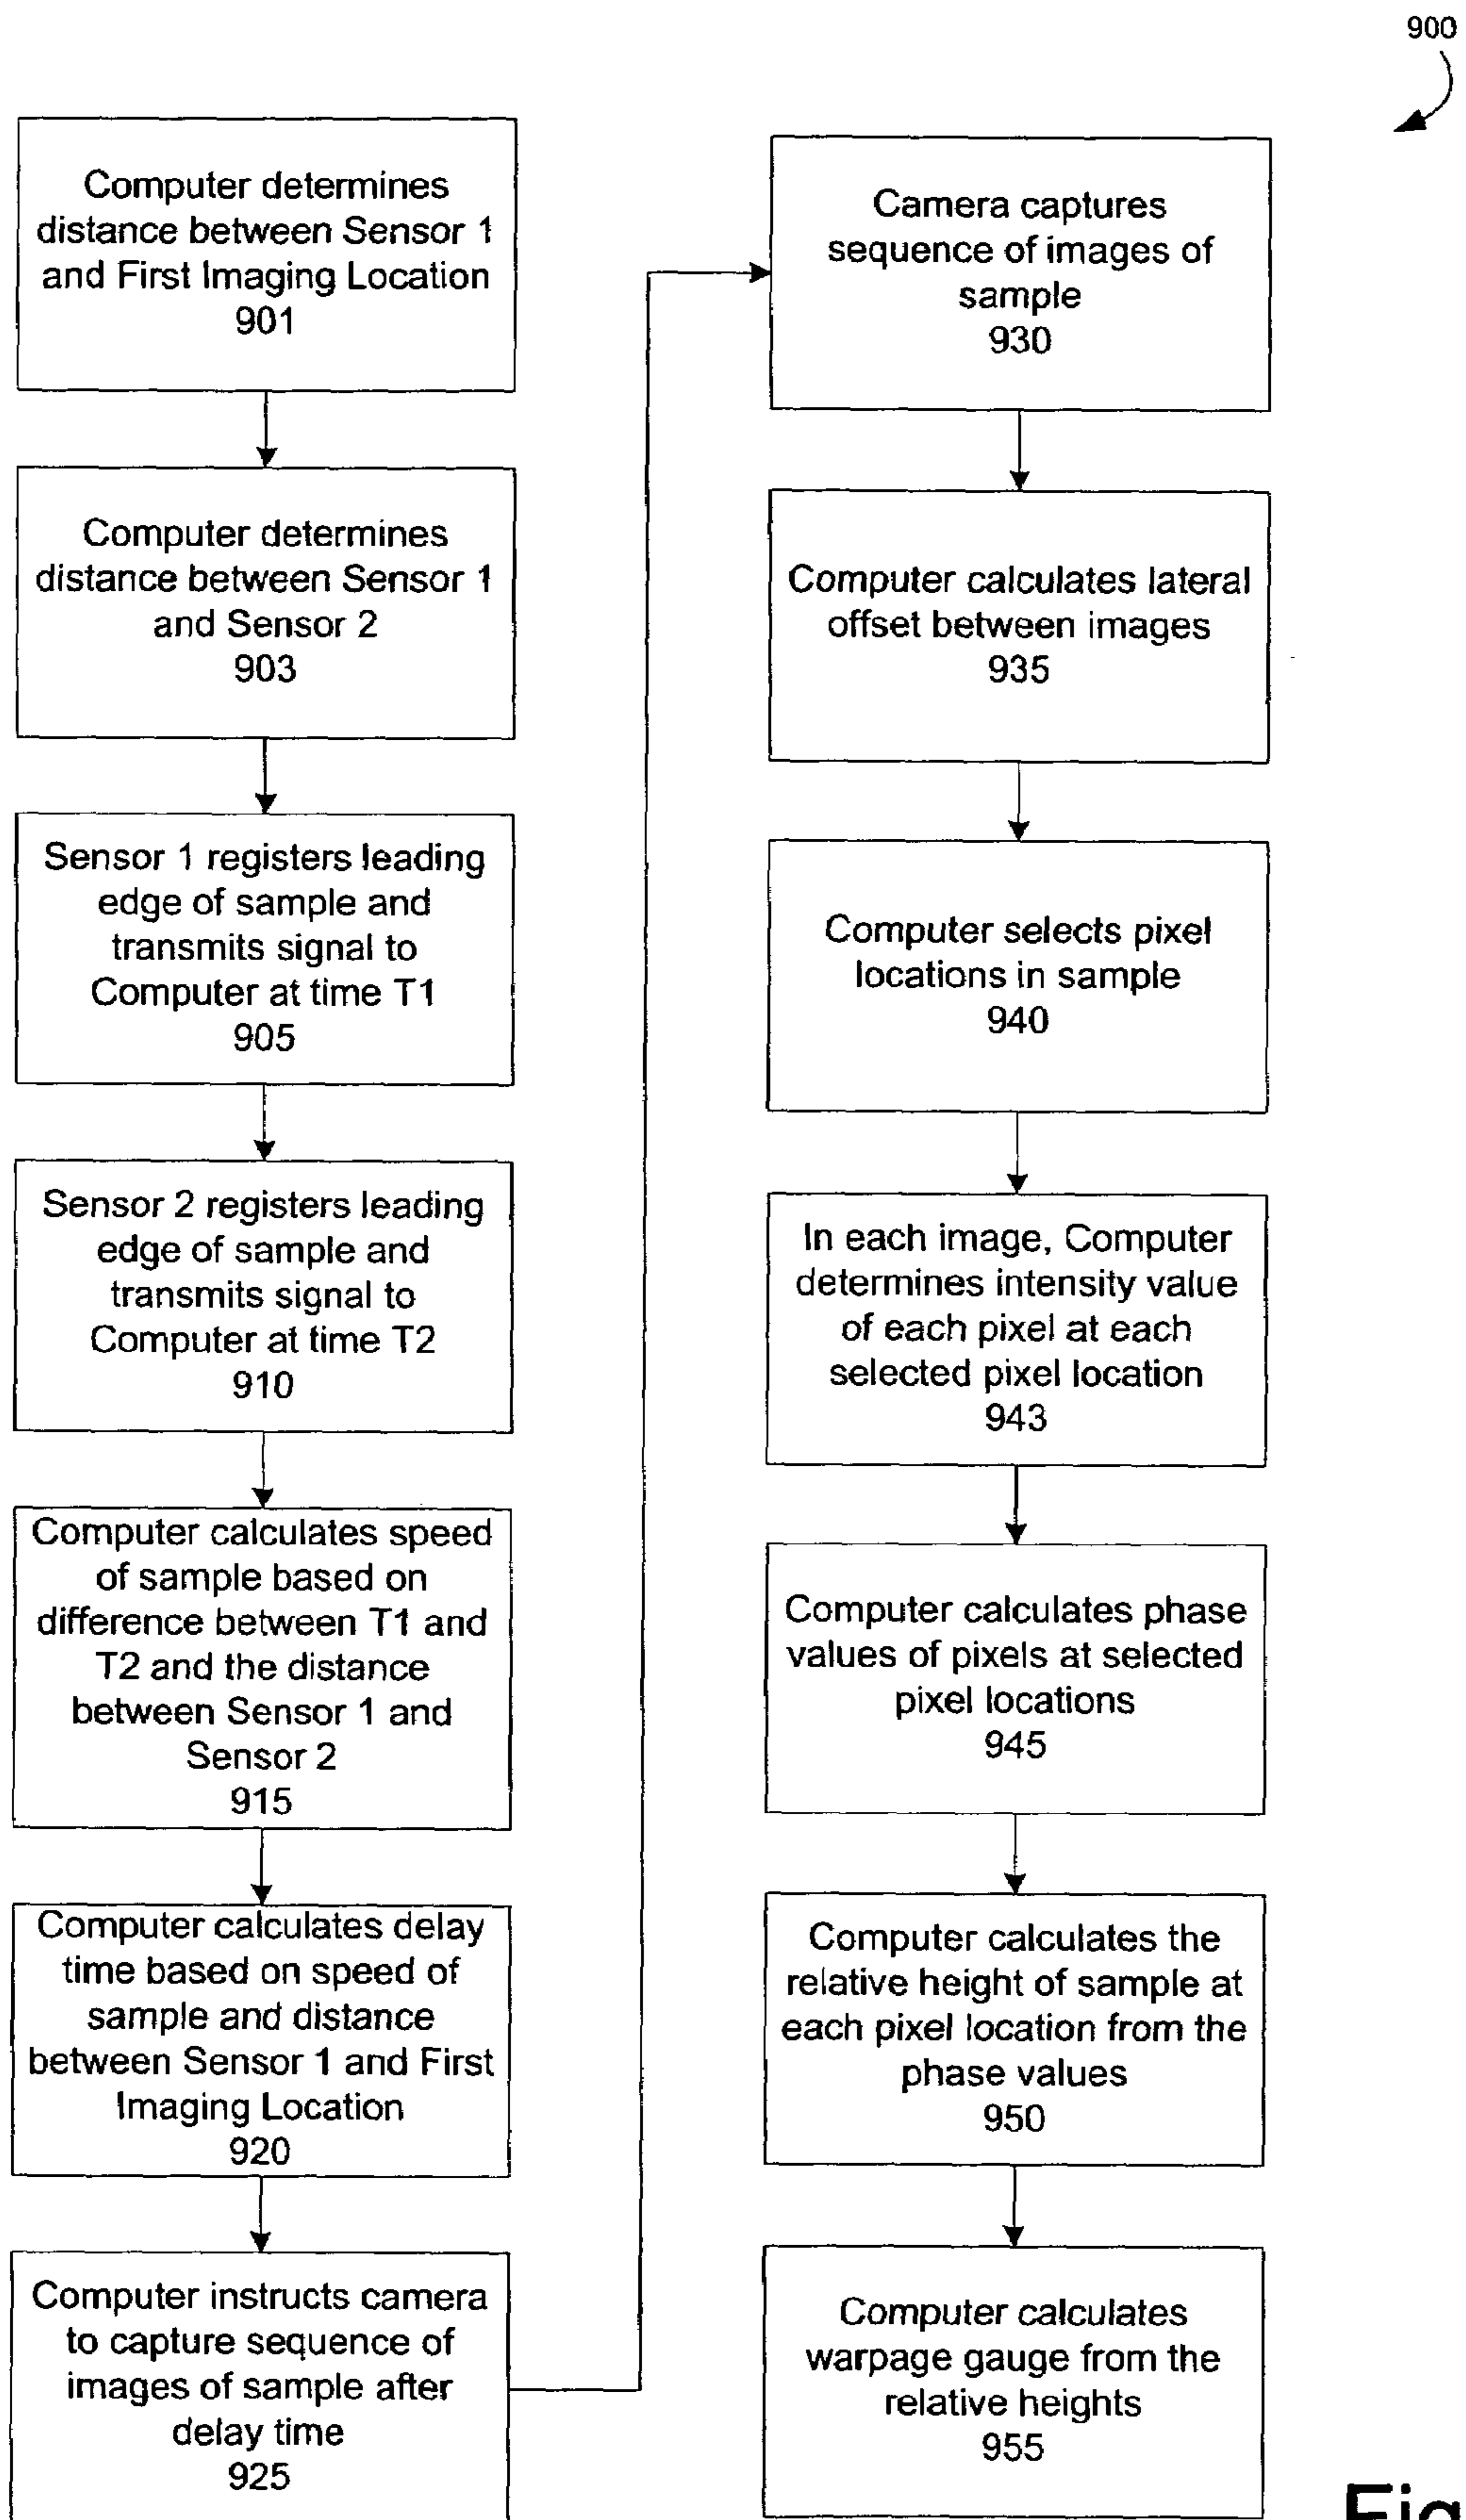 900
Computer determines
distance between Sensor 1
and First Imaging Location
901
Computer determines
distance between Sensor 1
and Sensor 2
903
Sensor 1 registers leading
edge of sample and
transmits signal to
Computer at time T1
905
Sensor 2 registers leading
edge of sample and
transmits signal to
Computer at time T2
910
Computer calculates speed
of sample based on
difference between T1 and
T2 and the distance
between Sensor 1 and
Sensor 2
915
Computer calculates delay
time based on speed of
sample and distance
between Sensor 1 and First
Imaging Location
920
Computer instructs camera
to capture sequence of
images of sample after
delay time
925
Camera captures
sequence of images of
sample
930
Computer calculates lateral
offset between images
935
Computer selects pixel
locations in sample
940
In each image, Computer
determines intensity value
of each pixel at each
selected pixel location
943
Computer calculates phase
values of pixels at selected
pixel locations
945
Computer calculates the
relative height of sample at
each pixel location from the
phase values
950
Computer calculates
warpage gauge from the
relative heights
955